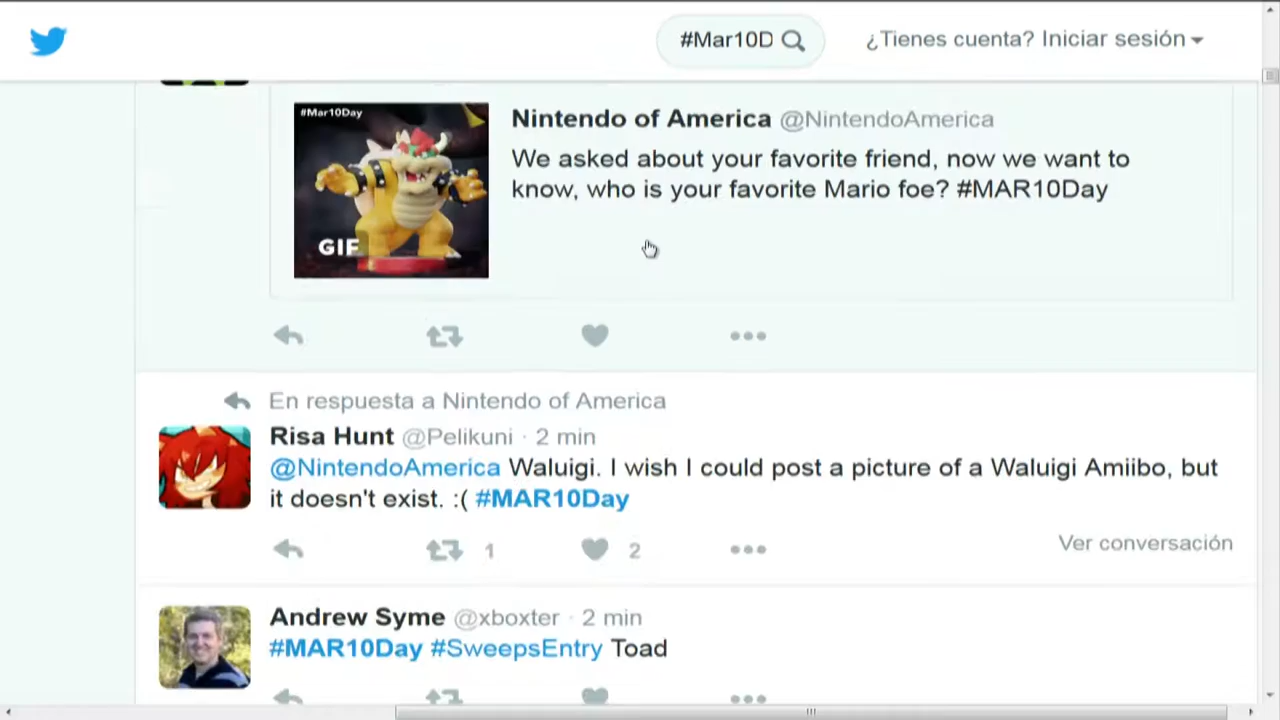 #Mar10D
¿Tienes cuenta? Iniciar sesión
#Mar10Day
GIF
Nintendo of America @NintendoAmerica
We asked about your favorite friend, now we want to
know, who is your favorite Mario foe? #MAR10Day
En respuesta a Nintendo of America
Risa Hunt @Pelikuni · 2 min
@NintendoAmerica Waluigi. I wish I could post a picture of a Waluigi Amiibo, but
it doesn't exist. :( #MAR10Day
1
2
Ver conversación
Andrew Syme @xboxter · 2 min
#MAR10Day #SweepsEntry Toad